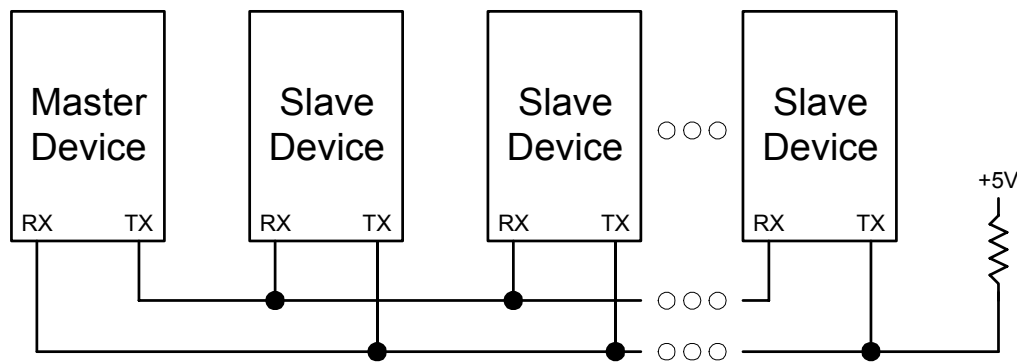 Master
Device
Slave
Device
Slave
Device
Slave
Device
+5V
RX TX
RX TX
RX TX
RX TX